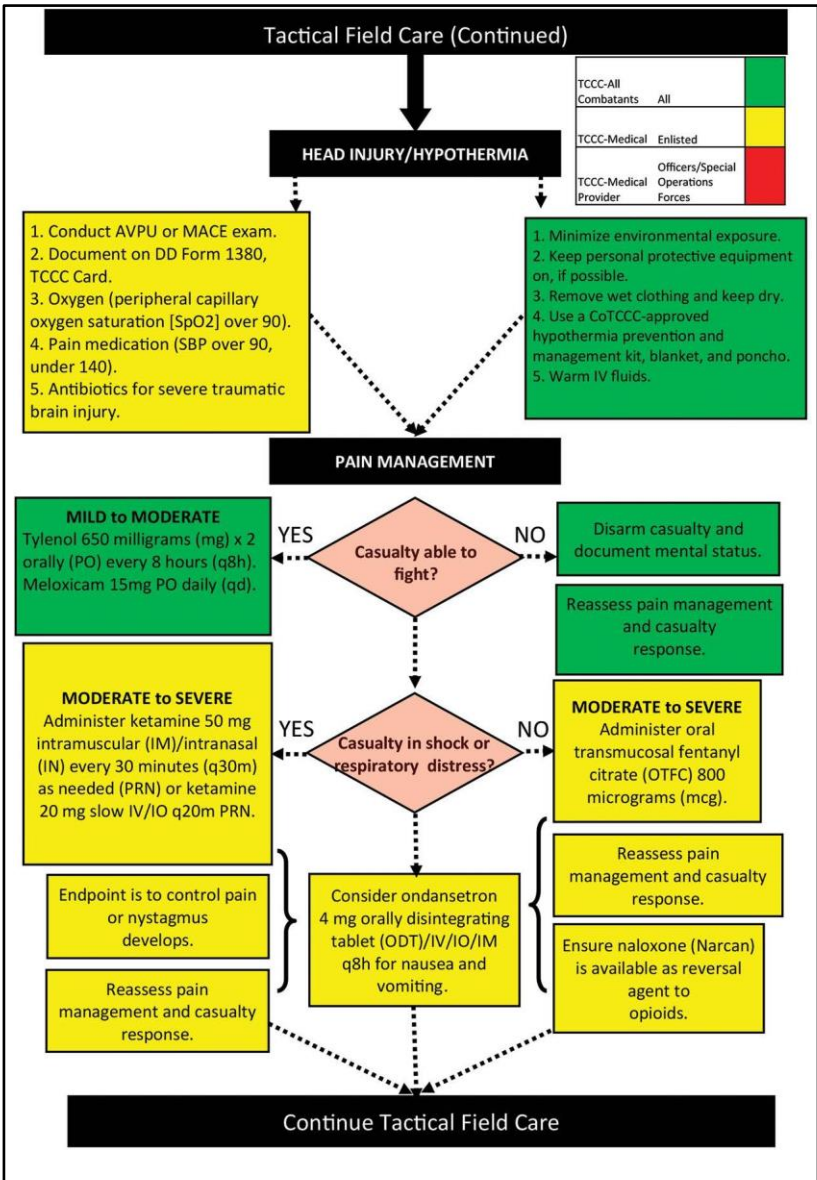 Tactical Field Care (Continued)
TCCC-All
Combatants All
TCCC-Medical Enlisted
TCCC-Medical
Provider
Officers/Special
Operations
Forces
HEAD INJURY/HYPOTHERMIA
1. Conduct AVPU or MACE exam.
2. Document on DD Form 1380,
TCCC Card.
3. Oxygen (peripheral capillary
oxygen saturation [SpO2] over 90).
4. Pain medication (SBP over 90,
under 140).
5. Antibiotics for severe traumatic
brain injury.
1. Minimize environmental exposure.
2. Keep personal protective equipment
on, if possible.
3. Remove wet clothing and keep dry.
4. Use a CoTCCC-approved
hypothermia prevention and
management kit, blanket, and poncho.
5. Warm IV fluids.
PAIN MANAGEMENT
MILD to MODERATE
Tylenol 650 milligrams (mg) x 2
orally (PO) every 8 hours (q8h).
Meloxicam 15mg PO daily (qd).
YES
Casualty able to
fight?
NO
Disarm casualty and
document mental status.
Reassess pain management
and casualty
response.
MODERATE to SEVERE
Administer ketamine 50 mg
intramuscular (IM)/intranasal
(IN) every 30 minutes (q30m)
as needed (PRN) or ketamine
20 mg slow IV/IO q20m PRN.
YES
Casualty in shock or
respiratory distress?
NO
MODERATE to SEVERE
Administer oral
transmucosal fentanyl
citrate (OTFC) 800
micrograms (mcg).
Endpoint is to control pain
or nystagmus
develops.
Reassess pain
management and casualty
response.
Consider ondansetron
4 mg orally disintegrating
tablet (ODT)/IV/IO/IM
q8h for nausea and
vomiting.
Reassess pain
management and casualty
response.
Ensure naloxone (Narcan)
is available as reversal
agent to
opioids.
Continue Tactical Field Care